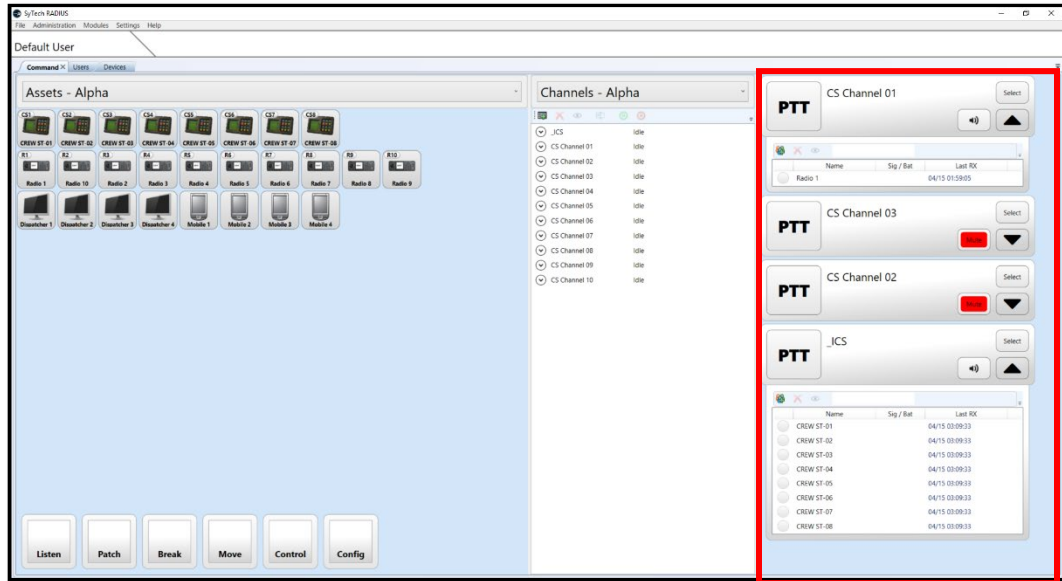 SyTech RADIUS
File Administration Modules Settings Help
Default User
Command × Users Devices
Assets - Alpha
CS1 CS2 CS3 CS4 CS5 CS6 CS7 CS8
CREW ST-01 CREW ST-02 CREW ST-03 CREW ST-04 CREW ST-05 CREW ST-06 CREW ST-07 CREW ST-08
R1 R2 R3 R4 R5 R6 R7 R8 R9 R10
Radio 1 Radio 10 Radio 2 Radio 3 Radio 4 Radio 5 Radio 6 Radio 7 Radio 8 Radio 9
Dispatcher 1 Dispatcher 2 Dispatcher 3 Dispatcher 4 Mobile 1 Mobile 2 Mobile 3 Mobile 4
Listen Patch Break Move Control Config
Channels - Alpha
_ICS Idle
CS Channel 01 Idle
CS Channel 02 Idle
CS Channel 03 Idle
CS Channel 04 Idle
CS Channel 05 Idle
CS Channel 06 Idle
CS Channel 07 Idle
CS Channel 08 Idle
CS Channel 09 Idle
CS Channel 10 Idle
PTT CS Channel 01 Select
Name Sig / Bat Last RX
Radio 1 04/15 01:59:05
PTT CS Channel 03 Select
Mute
PTT CS Channel 02 Select
Mute
PTT _ICS Select
Name Sig / Bat Last RX
CREW ST-01 04/15 03:09:33
CREW ST-02 04/15 03:09:33
CREW ST-03 04/15 03:09:33
CREW ST-04 04/15 03:09:33
CREW ST-05 04/15 03:09:33
CREW ST-06 04/15 03:09:33
CREW ST-07 04/15 03:09:33
CREW ST-08 04/15 03:09:33